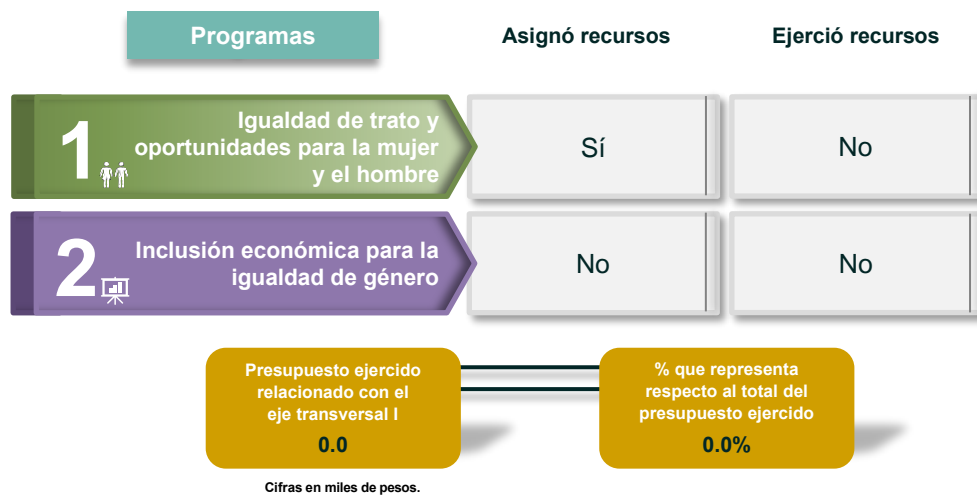 Programas
Asignó recursos
Ejerció recursos
1
Igualdad de trato y
oportunidades para la mujer
y el hombre
Sí
No
2
Inclusión económica para la
igualdad de género
No
No
Presupuesto ejercido
relacionado con el
eje transversal I
0.0
% que representa
respecto al total del
presupuesto ejercido
0.0%
Cifras en miles de pesos.